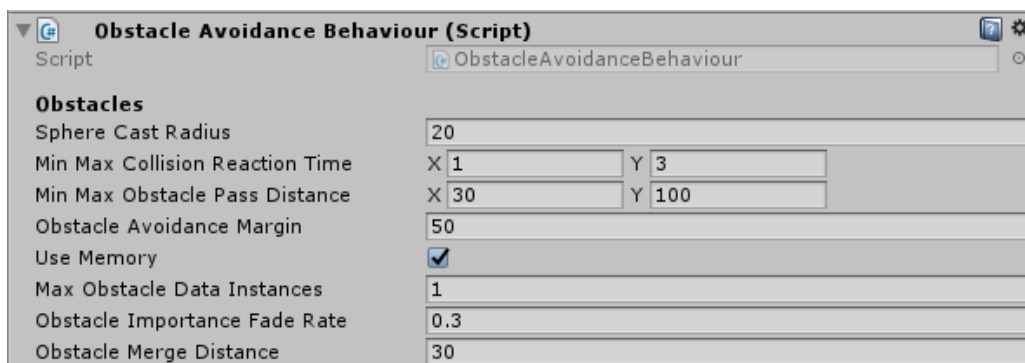 Obstacle Avoidance Behaviour (Script)
Script ObstacleAvoidanceBehaviour
Obstacles
Sphere Cast Radius 20
Min Max Collision Reaction Time X 1 Y 3
Min Max Obstacle Pass Distance X 30 Y 100
Obstacle Avoidance Margin 50
Use Memory
Max Obstacle Data Instances 1
Obstacle Importance Fade Rate 0.3
Obstacle Merge Distance 30